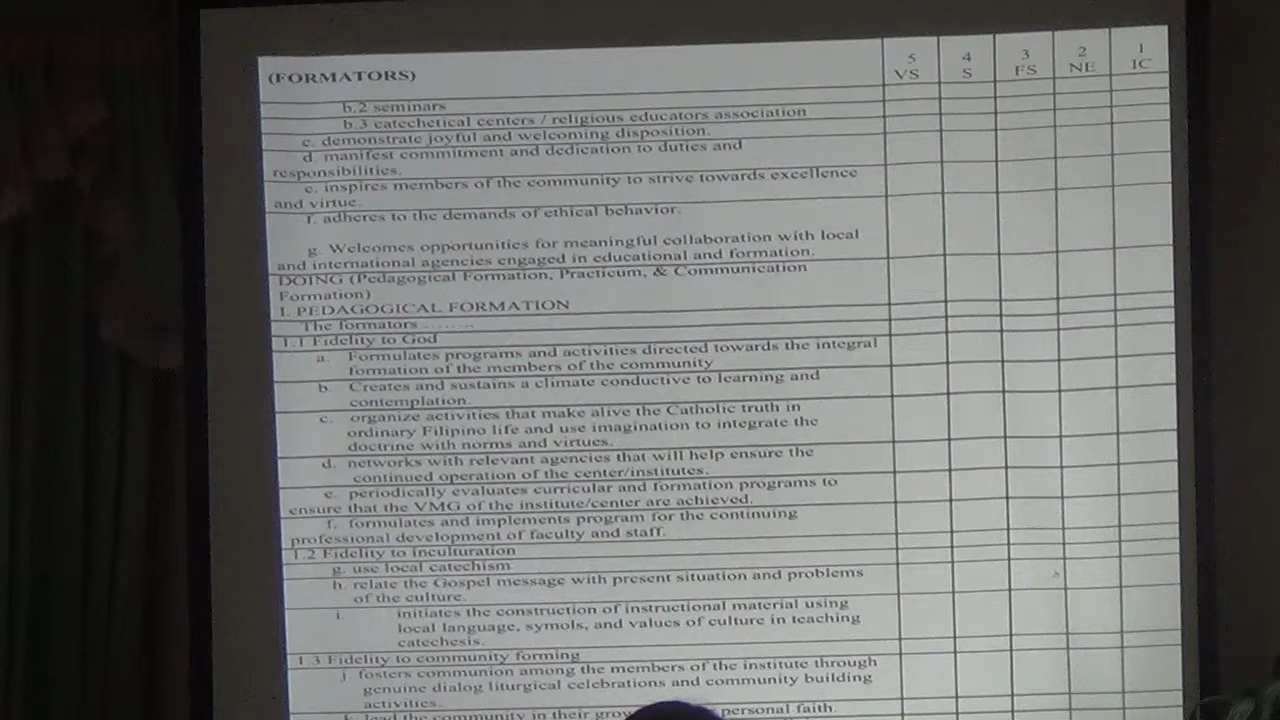 (FORMATORS) 5 4 3 2 1
VS S FS NE IC
b.2 seminars
b.3 catechetical centers / religious educators association
c. demonstrate joyful and welcoming disposition.
d. manifest commitment and dedication to duties and
responsibilities.
e. inspires members of the community to strive towards excellence
and virtue.
f. adheres to the demands of ethical behavior.
g. Welcomes opportunities for meaningful collaboration with local
and international agencies engaged in educational and formation.
DOING (Pedagogical Formation, Practicum, & Communication
Formation)
I. PEDAGOGICAL FORMATION
The formators ........
1.1 Fidelity to God
a. Formulates programs and activities directed towards the integral
formation of the members of the community
b. Creates and sustains a climate conductive to learning and
contemplation.
c. organize activities that make alive the Catholic truth in
ordinary Filipino life and use imagination to integrate the
doctrine with norms and virtues.
d. networks with relevant agencies that will help ensure the
continued operation of the center/institutes.
e. periodically evaluates curricular and formation programs to
ensure that the VMG of the institute/center are achieved.
f. formulates and implements program for the continuing
professional development of faculty and staff.
1.2 Fidelity to inculturation
g. use local catechism
h. relate the Gospel message with present situation and problems
of the culture.
i. initiates the construction of instructional material using
local language, symols, and values of culture in teaching
catechesis.
1.3 Fidelity to community forming
j. fosters communion among the members of the institute through
genuine dialog liturgical celebrations and community building
activities.
k. lead the community in their personal faith.